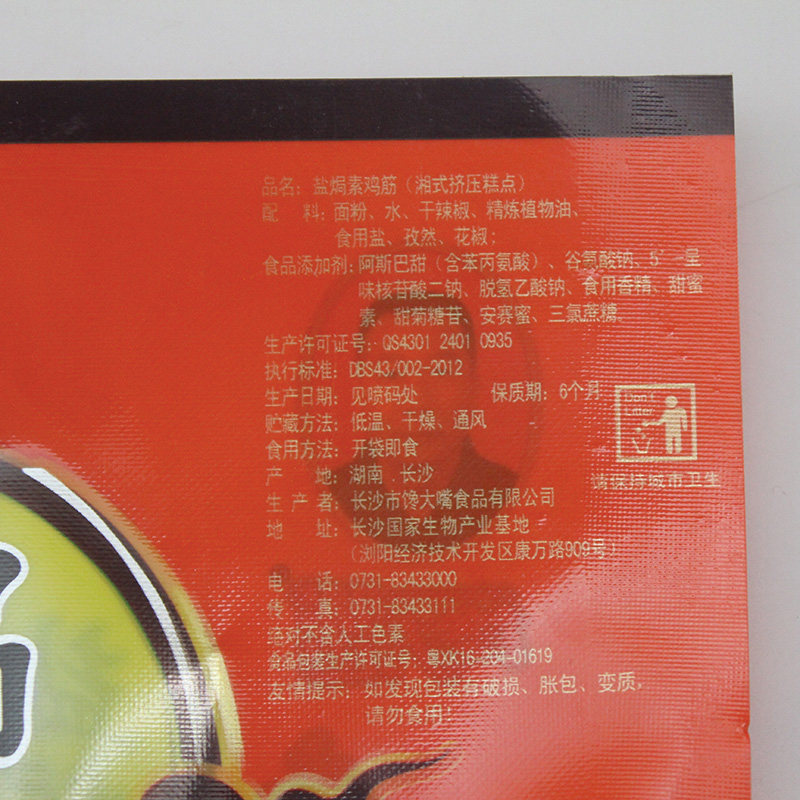 品名：盐焗素鸡筋（湘式挤压糕点）
配 料：面粉、水、干辣椒、精炼植物油、
食用盐、孜然、花椒；
食品添加剂：阿斯巴甜（含苯丙氨酸）、谷氨酸钠、5′-呈
味核苷酸二钠、脱氢乙酸钠、食用香精、甜蜜
素、甜菊糖苷、安赛蜜、三氯蔗糖。
生产许可证号：QS4301 2401 0935
执行标准：DBS43/002-2012
生产日期：见喷码处 保质期：6个月
贮藏方法：低温、干燥、通风
食用方法：开袋即食
产 地：湖南．长沙
生 产 者：长沙市馋大嘴食品有限公司
地 址：长沙国家生物产业基地
（浏阳经济技术开发区康万路909号）
电 话：0731-83433000
传 真：0731-83433111
绝对不含人工色素
食品包装生产许可证号：粤XK16-204-01619
友情提示：如发现包装有破损、胀包、变质，
请勿食用！
Don't
Later
请保持城市卫生